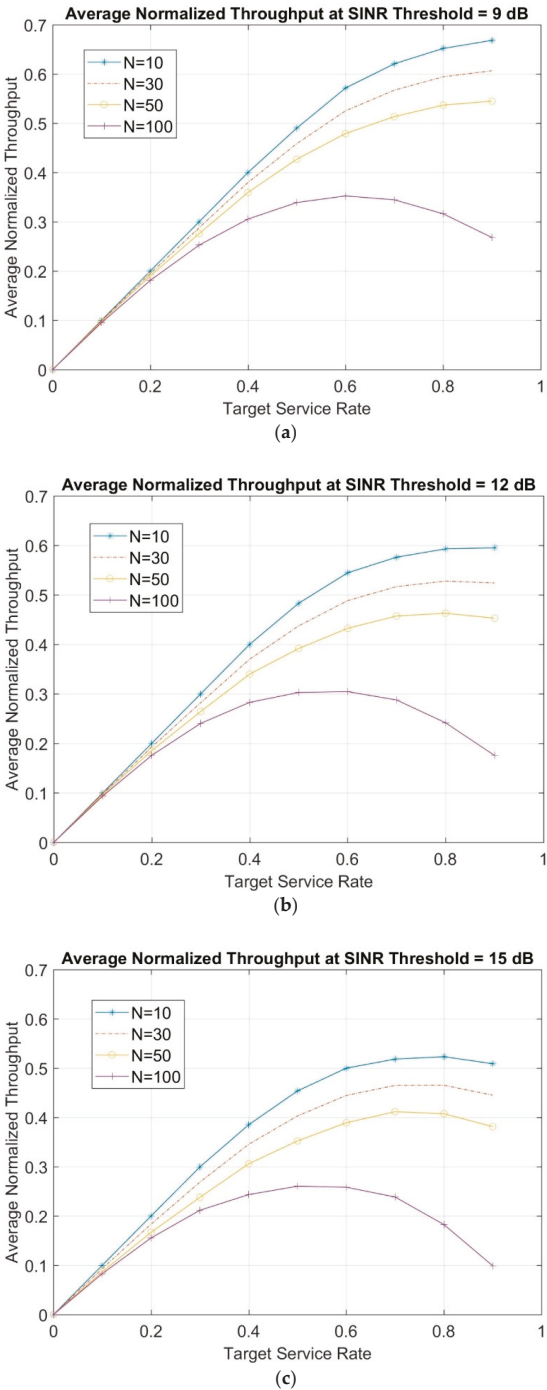 Average Normalized Throughput at SINR Threshold = 9 dB
Average Normalized Throughput
0.7
0.6
0.5
0.4
0.3
0.2
0.1
0
N=10
N=30
N=50
N=100
0 0.2 0.4 0.6 0.8 1
Target Service Rate
(a)
Average Normalized Throughput at SINR Threshold = 12 dB
Average Normalized Throughput
0.7
0.6
0.5
0.4
0.3
0.2
0.1
0
N=10
N=30
N=50
N=100
0 0.2 0.4 0.6 0.8 1
Target Service Rate
(b)
Average Normalized Throughput at SINR Threshold = 15 dB
Average Normalized Throughput
0.7
0.6
0.5
0.4
0.3
0.2
0.1
0
N=10
N=30
N=50
N=100
0 0.2 0.4 0.6 0.8 1
Target Service Rate
(c)